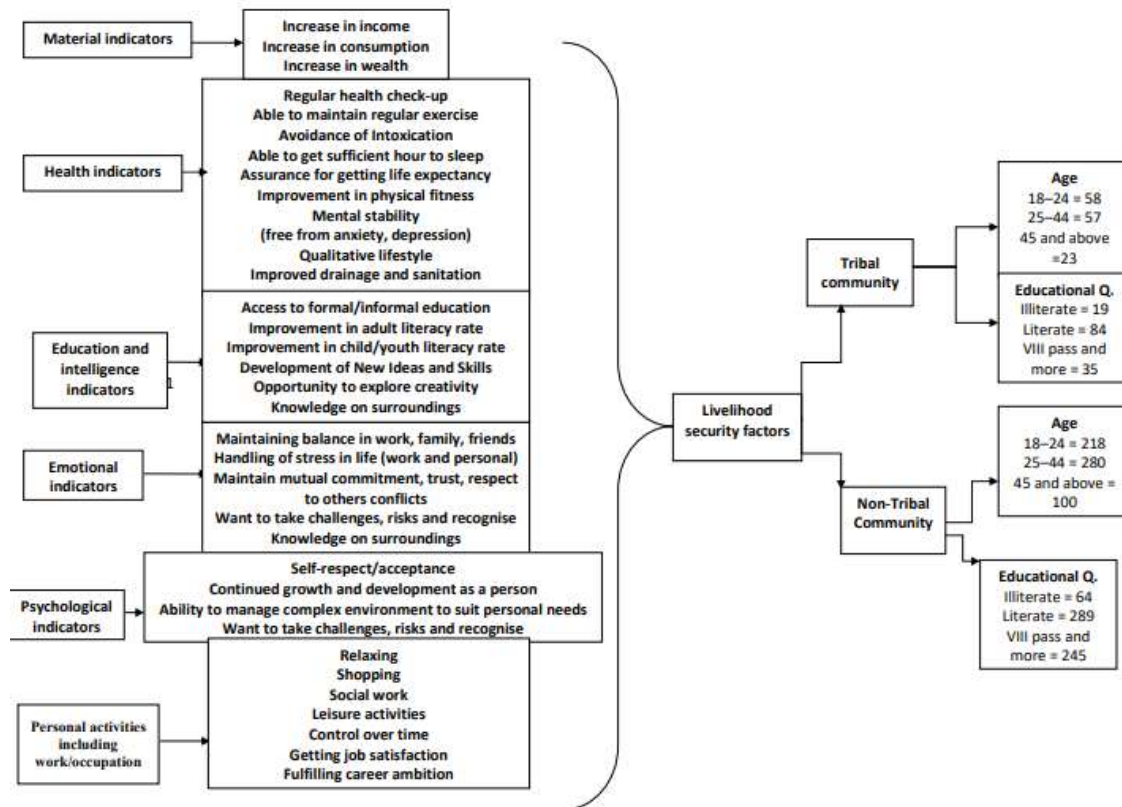 Material indicators
Increase in income
Increase in consumption
Increase in wealth
Health indicators
Regular health check-up
Able to maintain regular exercise
Avoidance of Intoxication
Able to get sufficient hour to sleep
Assurance for getting life expectancy
Improvement in physical fitness
Mental stability
(free from anxiety, depression)
Qualitative lifestyle
Improved drainage and sanitation
Education and
intelligence
indicators
1
Access to formal/informal education
Improvement in adult literacy rate
Improvement in child/youth literacy rate
Development of New Ideas and Skills
Opportunity to explore creativity
Knowledge on surroundings
Emotional
indicators
Maintaining balance in work, family, friends
Handling of stress in life (work and personal)
Maintain mutual commitment, trust, respect
to others conflicts
Want to take challenges, risks and recognise
Knowledge on surroundings
Psychological
indicators
Self-respect/acceptance
Continued growth and development as a person
Ability to manage complex environment to suit personal needs
Want to take challenges, risks and recognise
Personal activities
including
work/occupation
Relaxing
Shopping
Social work
Leisure activities
Control over time
Getting job satisfaction
Fulfilling career ambition
Livelihood
security factors
Tribal
community
Age
18–24 = 58
25–44 = 57
45 and above
=23
Educational Q.
Illiterate = 19
Literate = 84
VIII pass and
more = 35
Non-Tribal
Community
Age
18–24 = 218
25–44 = 280
45 and above =
100
Educational Q.
Illiterate = 64
Literate = 289
VIII pass and
more = 245